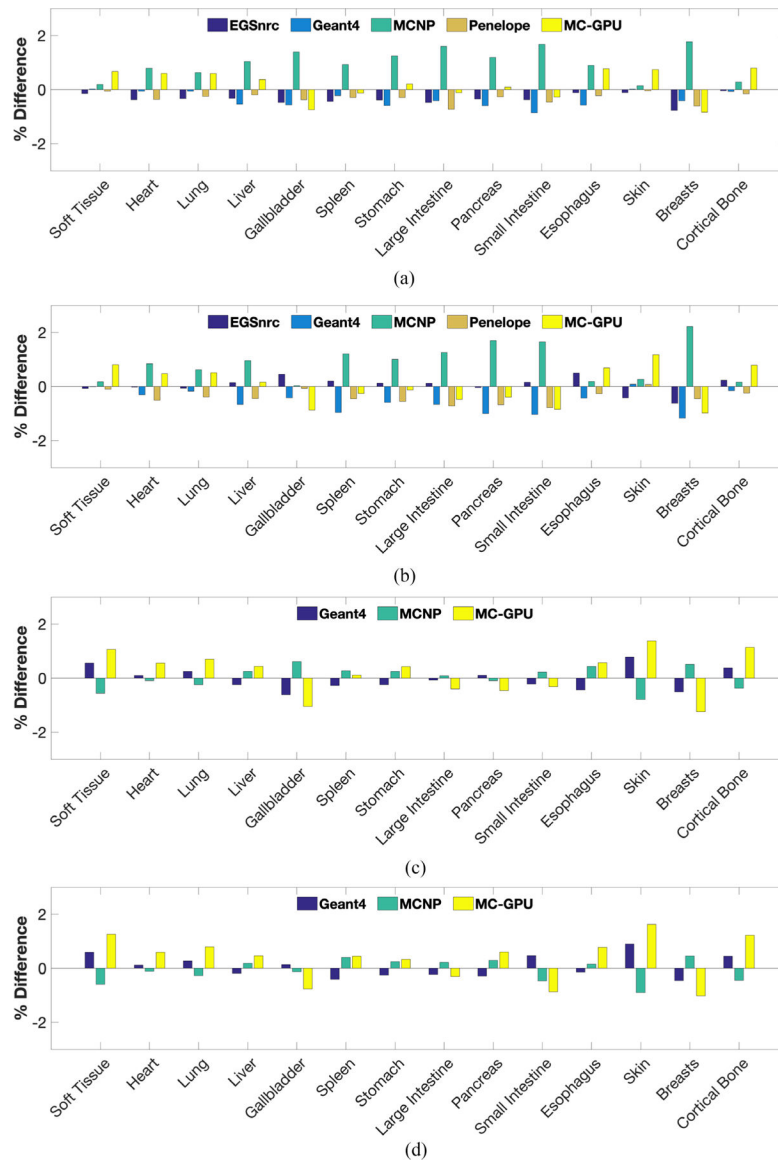 EGSnrc Geant4 MCNP Penelope MC-GPU
2
0
-2
% Difference
Soft Tissue
Heart
Lung
Liver
Gallbladder
Spleen
Stomach
Large Intestine
Pancreas
Small Intestine
Esophagus
Skin
Breasts
Cortical Bone
(a)
EGSnrc Geant4 MCNP Penelope MC-GPU
2
0
-2
% Difference
Soft Tissue
Heart
Lung
Liver
Gallbladder
Spleen
Stomach
Large Intestine
Pancreas
Small Intestine
Esophagus
Skin
Breasts
Cortical Bone
(b)
Geant4 MCNP MC-GPU
2
0
-2
% Difference
Soft Tissue
Heart
Lung
Liver
Gallbladder
Spleen
Stomach
Large Intestine
Pancreas
Small Intestine
Esophagus
Skin
Breasts
Cortical Bone
(c)
Geant4 MCNP MC-GPU
2
0
-2
% Difference
Soft Tissue
Heart
Lung
Liver
Gallbladder
Spleen
Stomach
Large Intestine
Pancreas
Small Intestine
Esophagus
Skin
Breasts
Cortical Bone
(d)